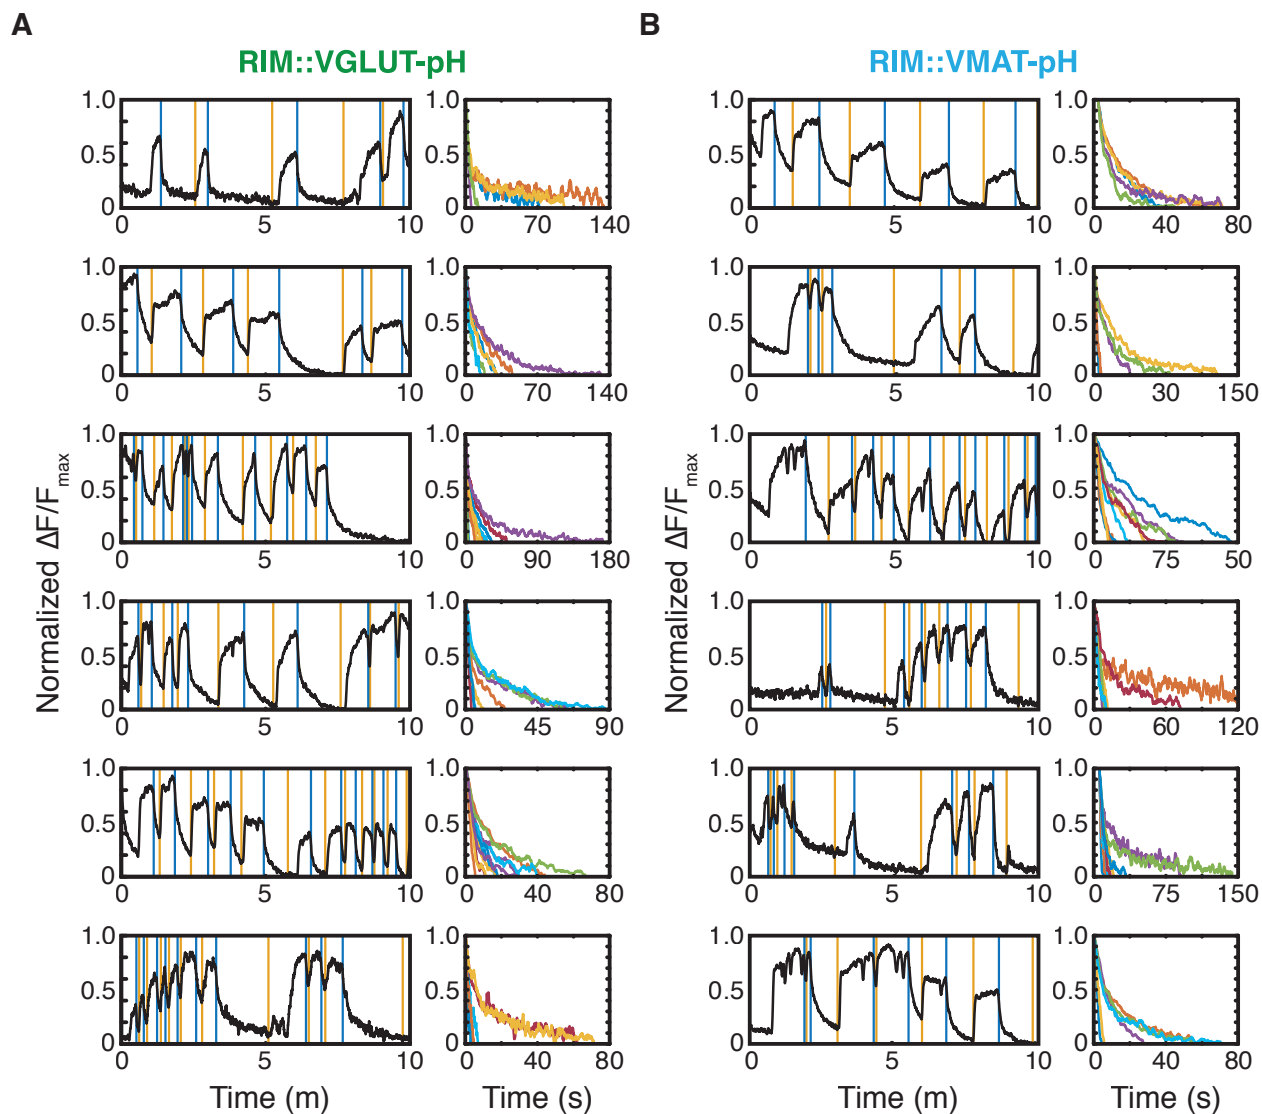 A
B
RIM::VGLUT-pH
RIM::VMAT-pH
1.0 0.5 0 0 5 10
1.0 0.5 0 0 70 140
1.0 0.5 0 0 5 10
1.0 0.5 0 0 40 80
1.0 0.5 0 0 5 10
1.0 0.5 0 0 70 140
1.0 0.5 0 0 5 10
1.0 0.5 0 0 30 150
1.0 0.5 0 0 5 10
1.0 0.5 0 0 90 180
1.0 0.5 0 0 5 10
1.0 0.5 0 0 75 50
1.0 0.5 0 0 5 10
1.0 0.5 0 0 45 90
1.0 0.5 0 0 5 10
1.0 0.5 0 0 60 120
1.0 0.5 0 0 5 10
1.0 0.5 0 0 40 80
1.0 0.5 0 0 5 10
1.0 0.5 0 0 75 150
1.0 0.5 0 0 5 10
1.0 0.5 0 0 40 80
1.0 0.5 0 0 5 10
1.0 0.5 0 0 40 80
Normalized ΔF/Fmax
Normalized ΔF/Fmax
Time (m)
Time (s)
Time (m)
Time (s)